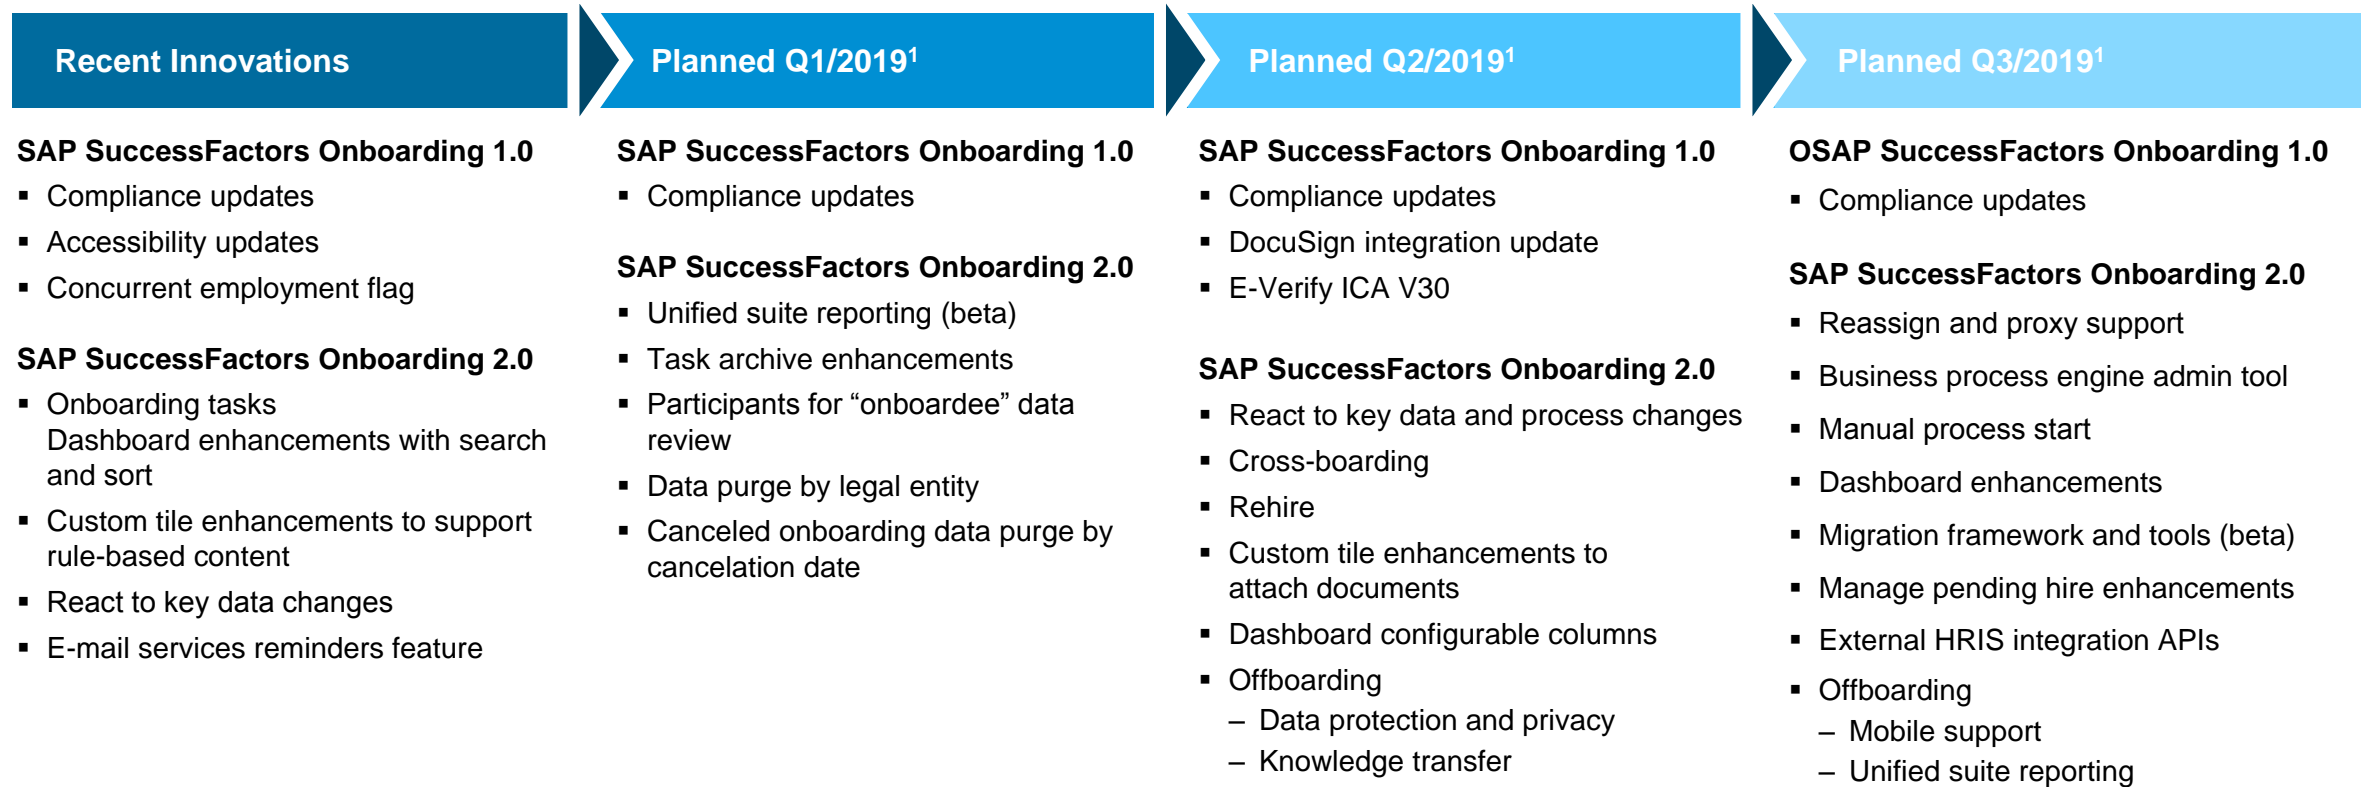 Recent Innovations
SAP SuccessFactors Onboarding 1.0
▪ Compliance updates
▪ Accessibility updates
▪ Concurrent employment flag
SAP SuccessFactors Onboarding 2.0
▪ Onboarding tasks
Dashboard enhancements with search
and sort
▪ Custom tile enhancements to support
rule-based content
▪ React to key data changes
▪ E-mail services reminders feature
Planned Q1/2019¹
SAP SuccessFactors Onboarding 1.0
▪ Compliance updates
SAP SuccessFactors Onboarding 2.0
▪ Unified suite reporting (beta)
▪ Task archive enhancements
▪ Participants for “onboardee” data
review
▪ Data purge by legal entity
▪ Canceled onboarding data purge by
cancelation date
Planned Q2/2019¹
SAP SuccessFactors Onboarding 1.0
▪ Compliance updates
▪ DocuSign integration update
▪ E-Verify ICA V30
SAP SuccessFactors Onboarding 2.0
▪ React to key data and process changes
▪ Cross-boarding
▪ Rehire
▪ Custom tile enhancements to
attach documents
▪ Dashboard configurable columns
▪ Offboarding
– Data protection and privacy
– Knowledge transfer
Planned Q3/2019¹
OSAP SuccessFactors Onboarding 1.0
▪ Compliance updates
SAP SuccessFactors Onboarding 2.0
▪ Reassign and proxy support
▪ Business process engine admin tool
▪ Manual process start
▪ Dashboard enhancements
▪ Migration framework and tools (beta)
▪ Manage pending hire enhancements
▪ External HRIS integration APIs
▪ Offboarding
– Mobile support
– Unified suite reporting